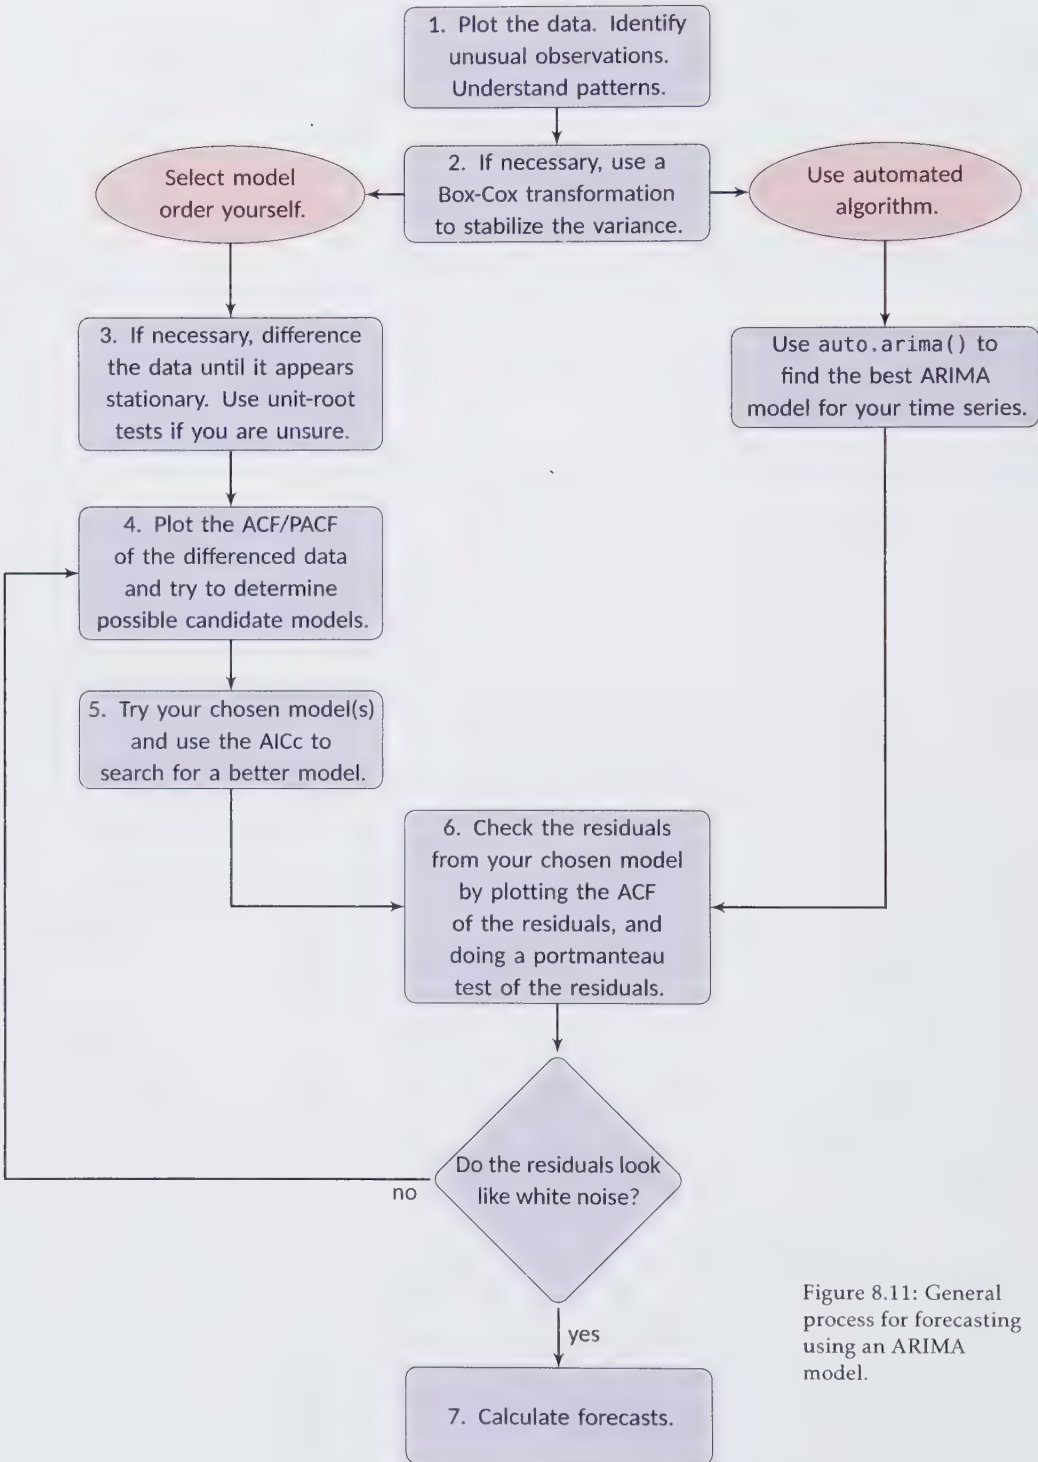 1. Plot the data. Identify
unusual observations.
Understand patterns.
2. If necessary, use a
Box-Cox transformation
to stabilize the variance.
Select model
order yourself.
Use automated
algorithm.
3. If necessary, difference
the data until it appears
stationary. Use unit-root
tests if you are unsure.
Use auto.arima() to
find the best ARIMA
model for your time series.
4. Plot the ACF/PACF
of the differenced data
and try to determine
possible candidate models.
5. Try your chosen model(s)
and use the AICc to
search for a better model.
6. Check the residuals
from your chosen model
by plotting the ACF
of the residuals, and
doing a portmanteau
test of the residuals.
Do the residuals look
like white noise?
no
yes
7. Calculate forecasts.
Figure 8.11: General
process for forecasting
using an ARIMA
model.